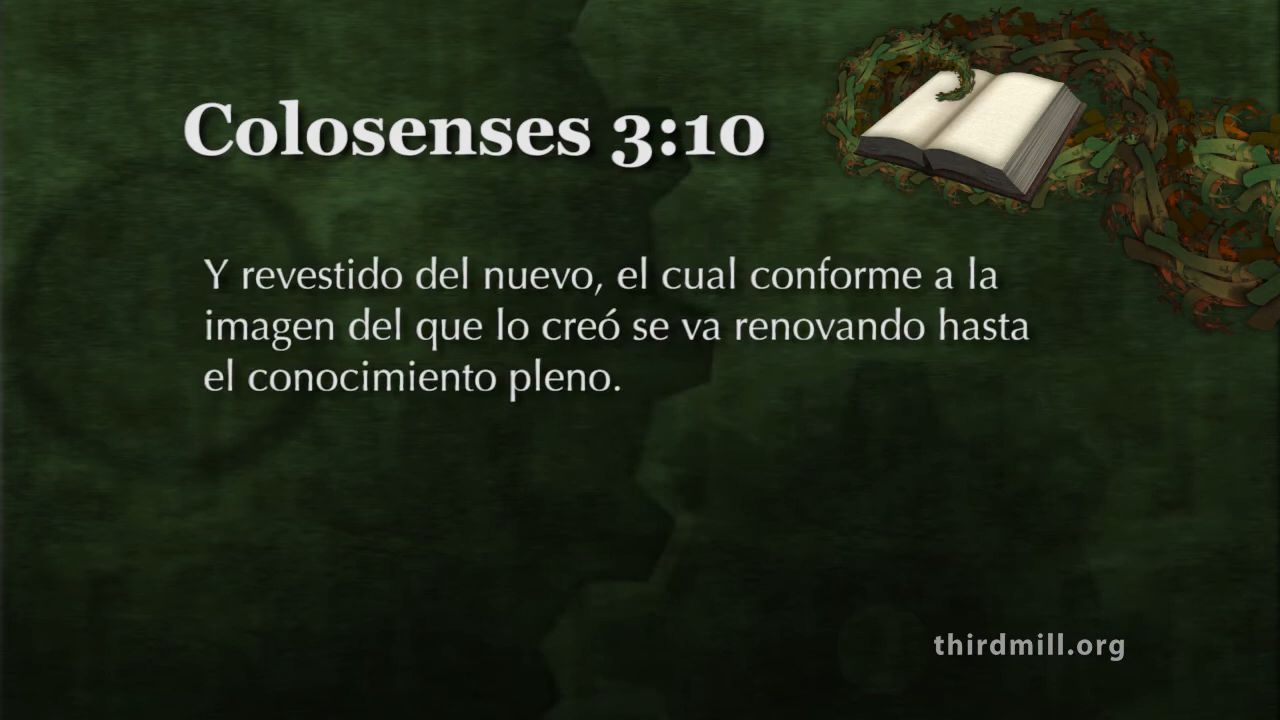 Colosenses 3:10
Y revestido del nuevo, el cual conforme a la
imagen del que lo creó se va renovando hasta
el conocimiento pleno.
thirdmill.org